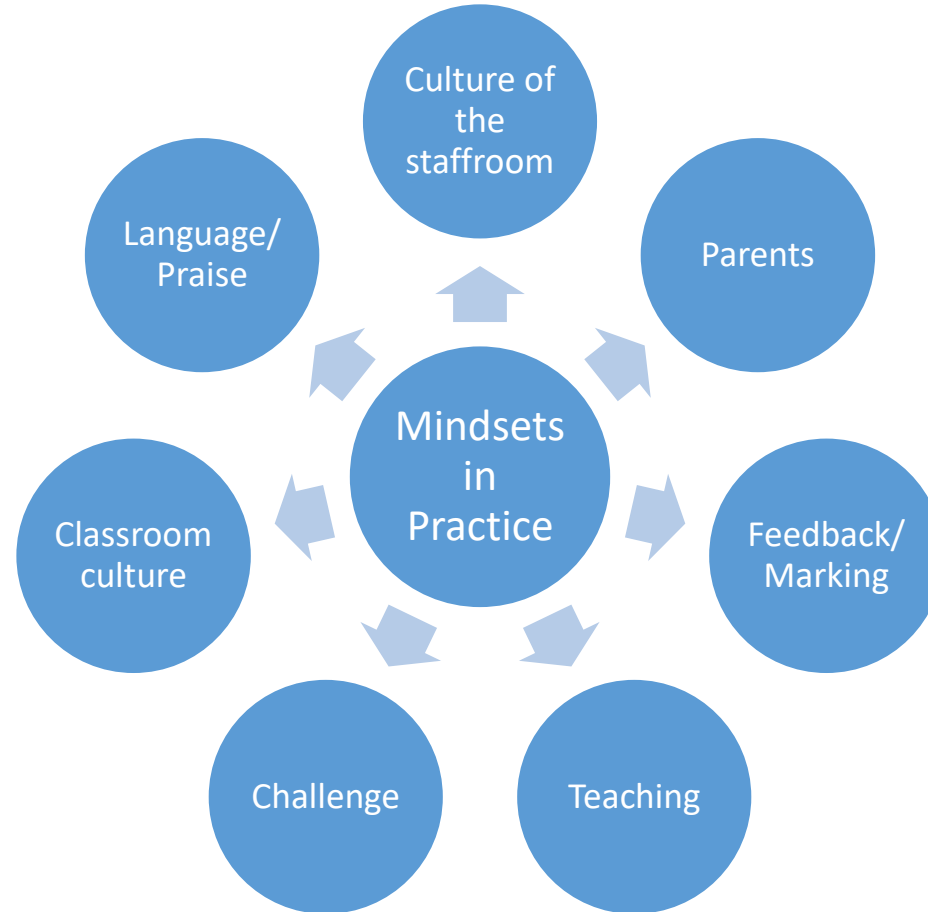 Culture of
the
staffroom
Parents
Feedback/
Marking
Teaching
Challenge
Classroom
culture
Language/
Praise
Mindsets
in
Practice